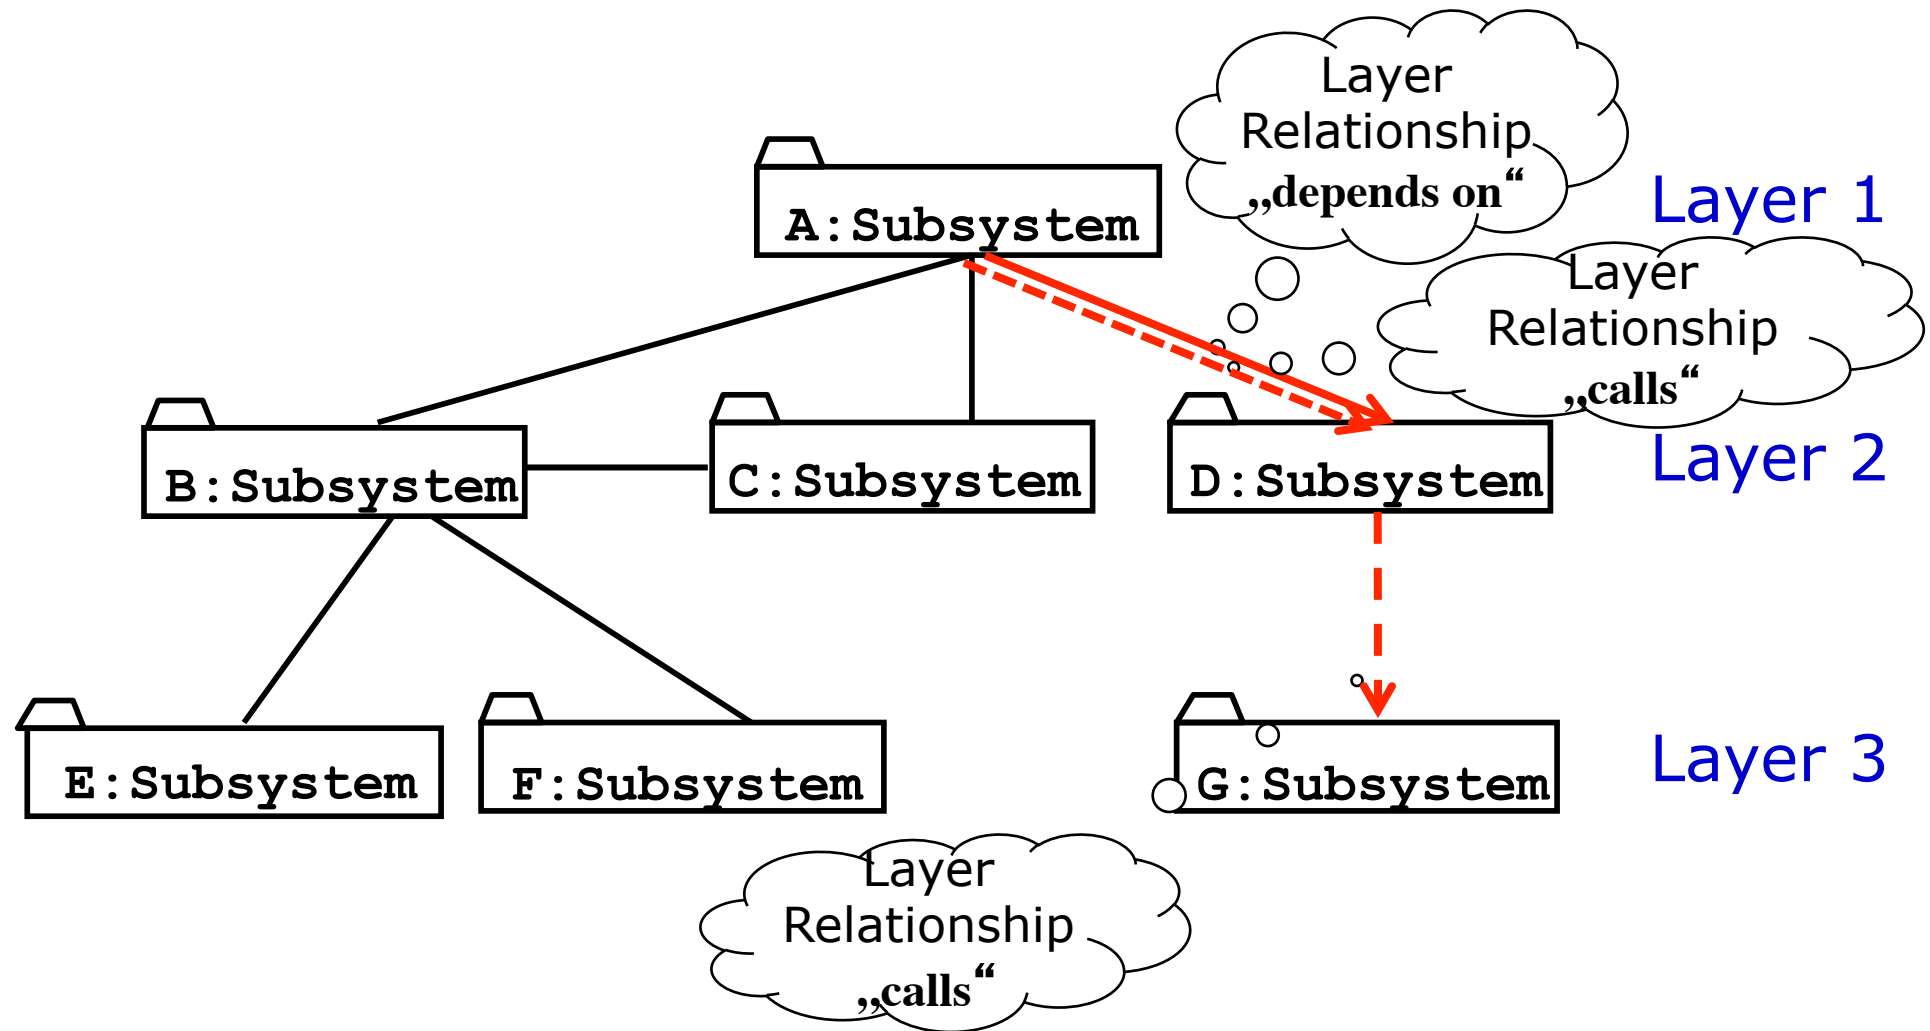 Layer
Relationship
„depends on“
Layer 1
A:Subsystem
Layer
Relationship
„calls“
Layer 2
B:Subsystem
C:Subsystem
D:Subsystem
Layer 3
E:Subsystem
F:Subsystem
G:Subsystem
Layer
Relationship
„calls“